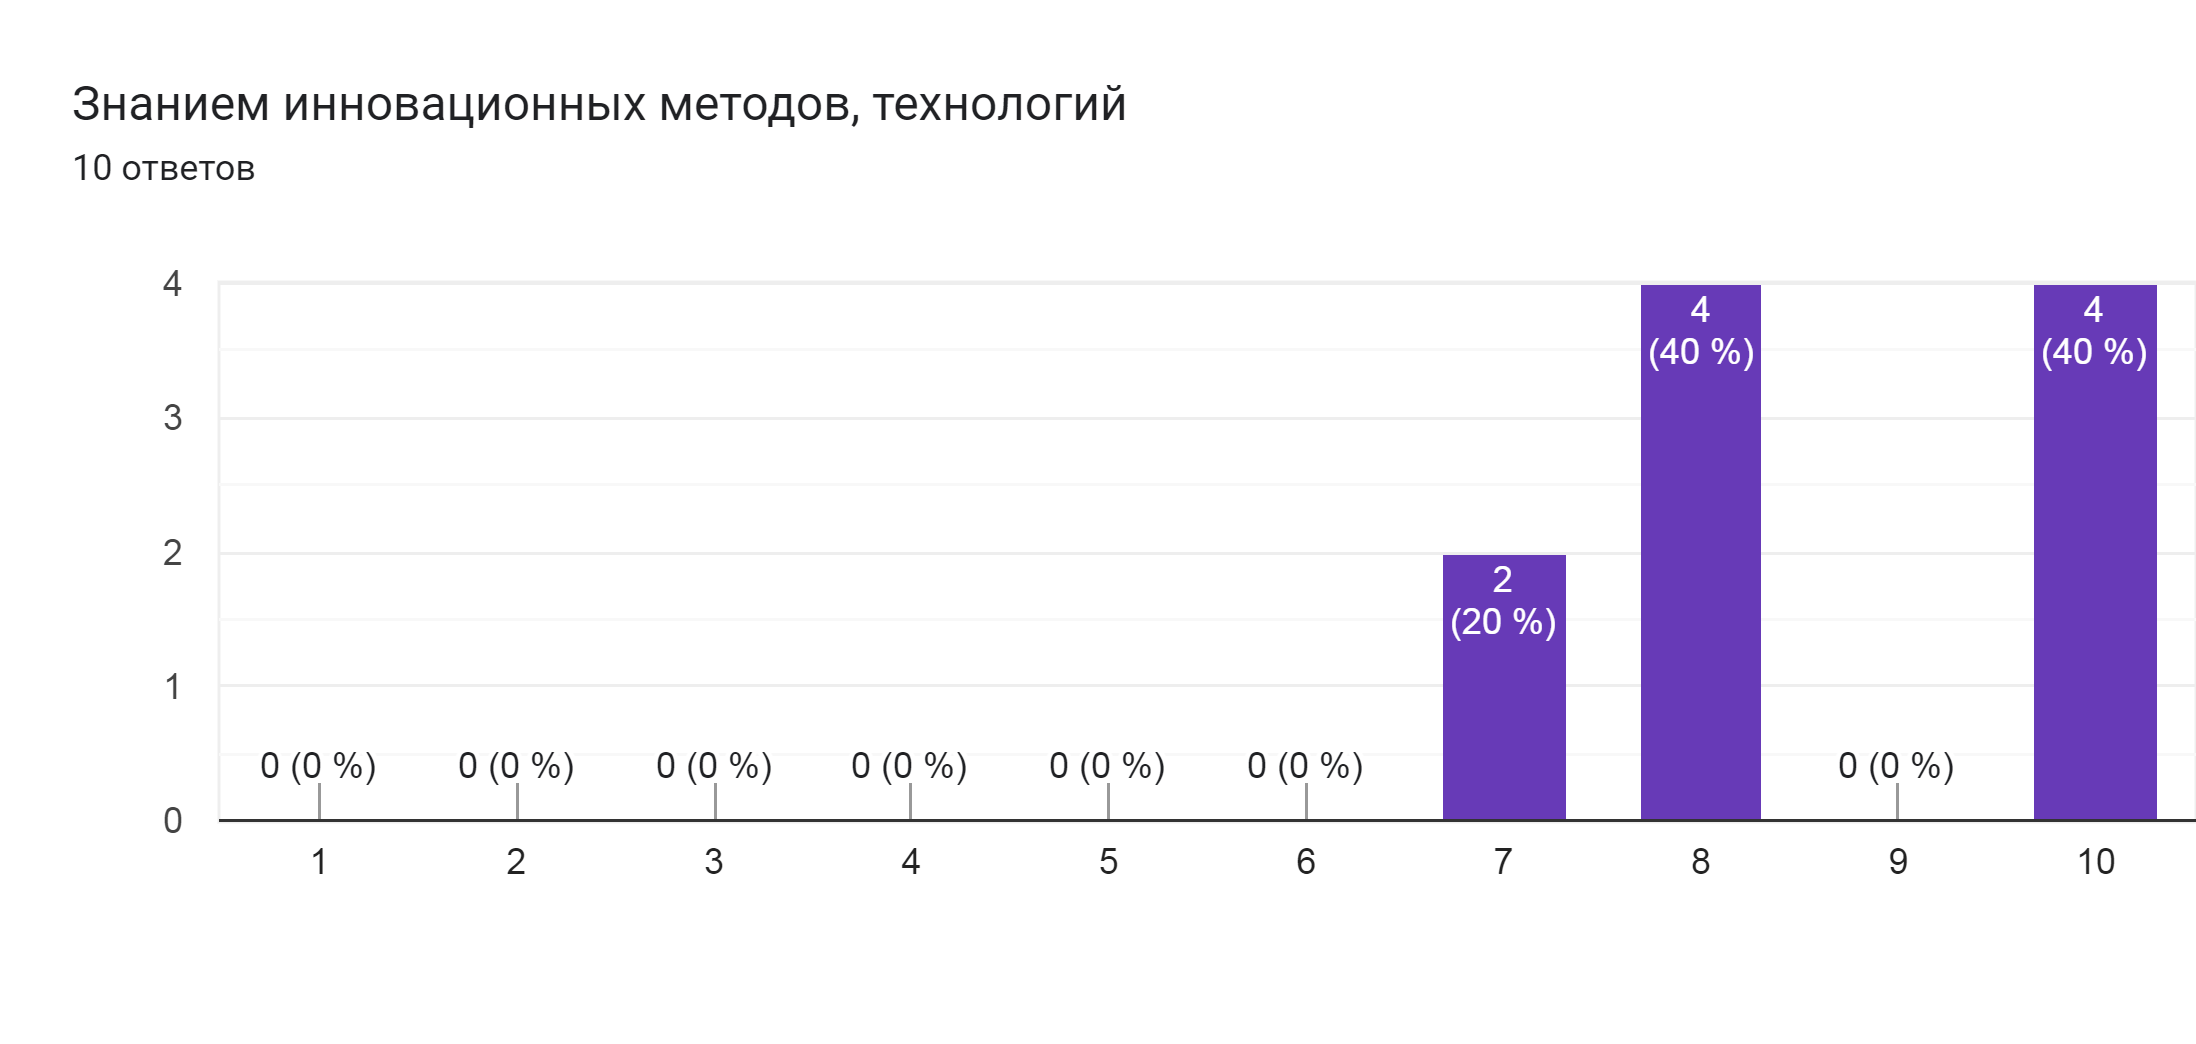 Знанием инновационных методов, технологий
10 ответов
4
3
2
1
0
0 (0 %)
0 (0 %)
0 (0 %)
0 (0 %)
0 (0 %)
0 (0 %)
2
(20 %)
4
(40 %)
0 (0 %)
4
(40 %)
1 2 3 4 5 6 7 8 9 10